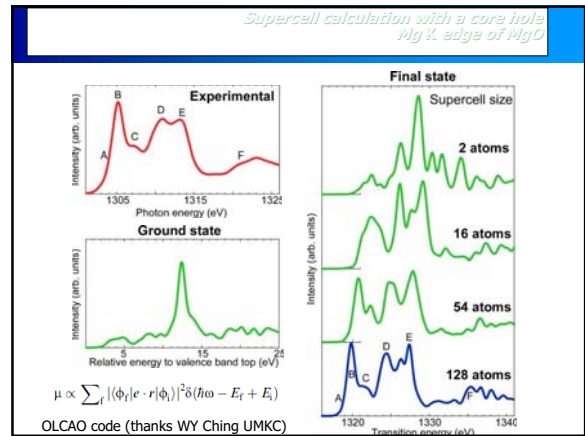 Supercell calculation with a core hole
Mg K edge of MgO
Experimental
Intensity (arb. units)
A
B
C
D
E
F
1305
1315
1325
Photon energy (eV)
Ground state
Intensity (arb. units)
5
15
25
Relative energy to valence band top (eV)
μ ∝ ∑f |⟨ϕf|e · r|ϕi⟩|²δ(ℏω − Ef + Ei)
OLCAO code (thanks WY Ching UMKC)
Final state
Supercell size
2 atoms
16 atoms
54 atoms
128 atoms
Intensity (arb. units)
A
B
C
D
E
F
1320
1330
1340
Transition energy (eV)